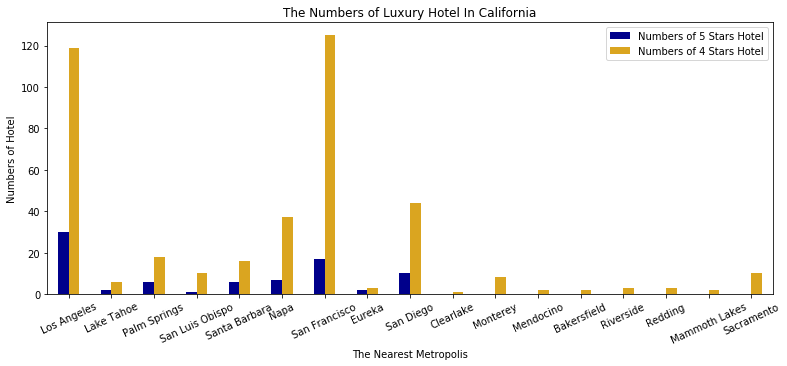 The Numbers of Luxury Hotel In California
Numbers of 5 Stars Hotel
Numbers of 4 Stars Hotel
Numbers of Hotel
120
100
80
60
40
20
0
Los Angeles
Lake Tahoe
Palm Springs
San Luis Obispo
Santa Barbara
Napa
San Francisco
Eureka
San Diego
Clearlake
Monterey
Mendocino
Bakersfield
Riverside
Redding
Mammoth Lakes
Sacramento
The Nearest Metropolis